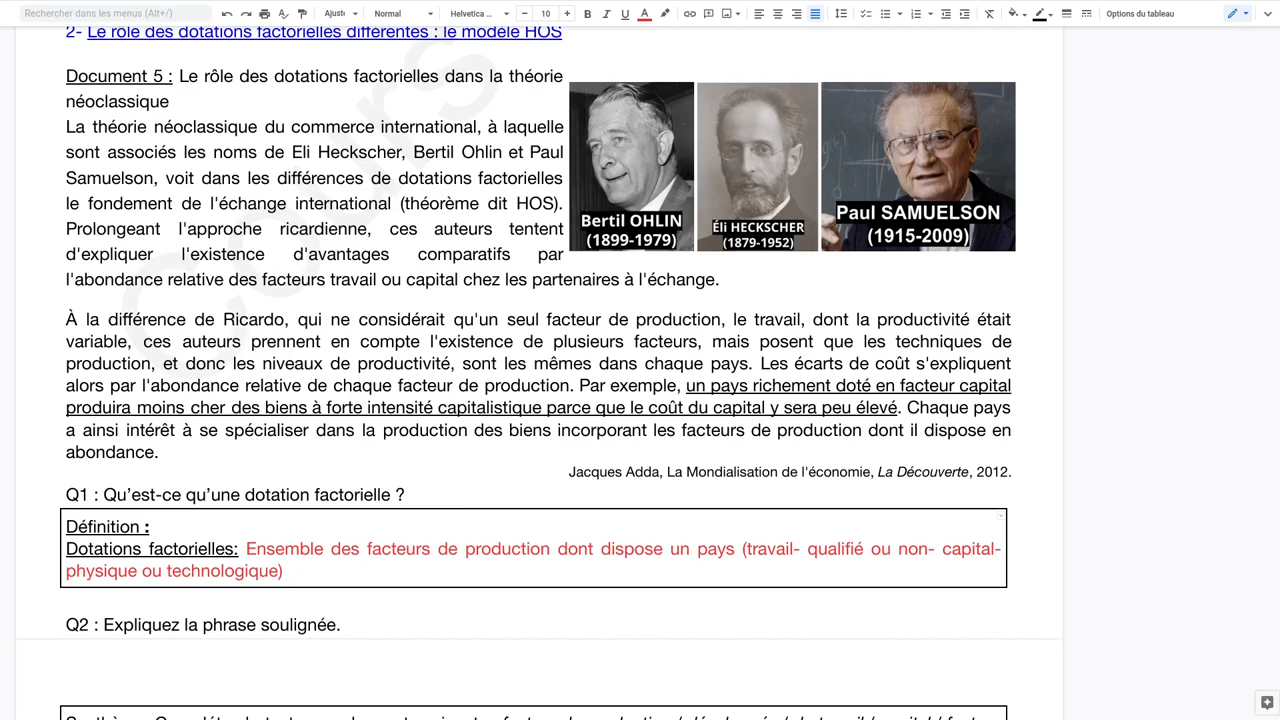 Rechercher dans les menus (Alt+/)
Ajuste
Normal
Helvetica ...
10
Options du tableau
2- Le rôle des dotations factorielles différentes : le modèle HOS
Document 5 : Le rôle des dotations factorielles dans la théorie
néoclassique
La théorie néoclassique du commerce international, à laquelle
sont associés les noms de Eli Heckscher, Bertil Ohlin et Paul
Samuelson, voit dans les différences de dotations factorielles
le fondement de l'échange international (théorème dit HOS).
Prolongeant l'approche ricardienne, ces auteurs tentent
d'expliquer l'existence d'avantages comparatifs par
l'abondance relative des facteurs travail ou capital chez les partenaires à l'échange.
Bertil OHLIN
(1899-1979)
Éli HECKSCHER
(1879-1952)
Paul SAMUELSON
(1915-2009)
À la différence de Ricardo, qui ne considérait qu'un seul facteur de production, le travail, dont la productivité était
variable, ces auteurs prennent en compte l'existence de plusieurs facteurs, mais posent que les techniques de
production, et donc les niveaux de productivité, sont les mêmes dans chaque pays. Les écarts de coût s'expliquent
alors par l'abondance relative de chaque facteur de production. Par exemple, un pays richement doté en facteur capital
produira moins cher des biens à forte intensité capitalistique parce que le coût du capital y sera peu élevé. Chaque pays
a ainsi intérêt à se spécialiser dans la production des biens incorporant les facteurs de production dont il dispose en
abondance.
Jacques Adda, La Mondialisation de l'économie, La Découverte, 2012.
Q1 : Qu’est-ce qu’une dotation factorielle ?
Définition :
Dotations factorielles: Ensemble des facteurs de production dont dispose un pays (travail- qualifié ou non- capital-
physique ou technologique)
Q2 : Expliquez la phrase soulignée.
Cours